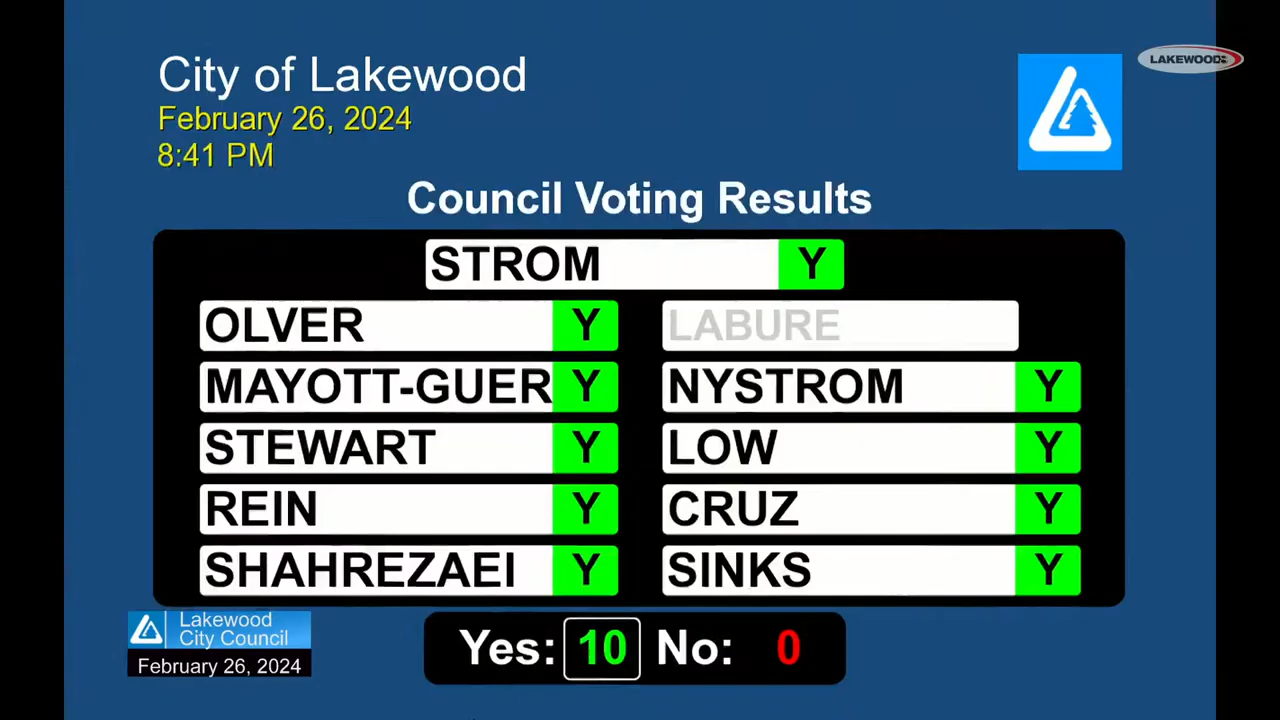 City of Lakewood
February 26, 2024
8:41 PM
LAKEWOOD8
Council Voting Results
STROM Y
OLVER Y
LABURE
MAYOTT-GUER Y
NYSTROM Y
STEWART Y
LOW Y
REIN Y
CRUZ Y
SHAHREZAEI Y
SINKS Y
Lakewood
City Council
February 26, 2024
Yes: 10 No: 0